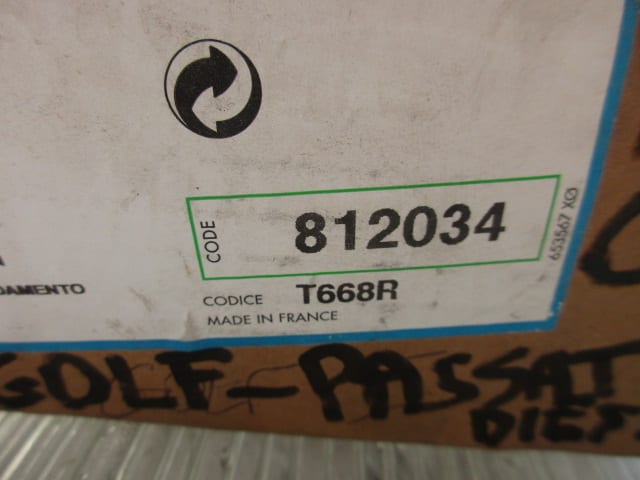 CODE 812034
653567 XO
DAMENTO
CODICE T668R
MADE IN FRANCE
GOLF-PASSAT